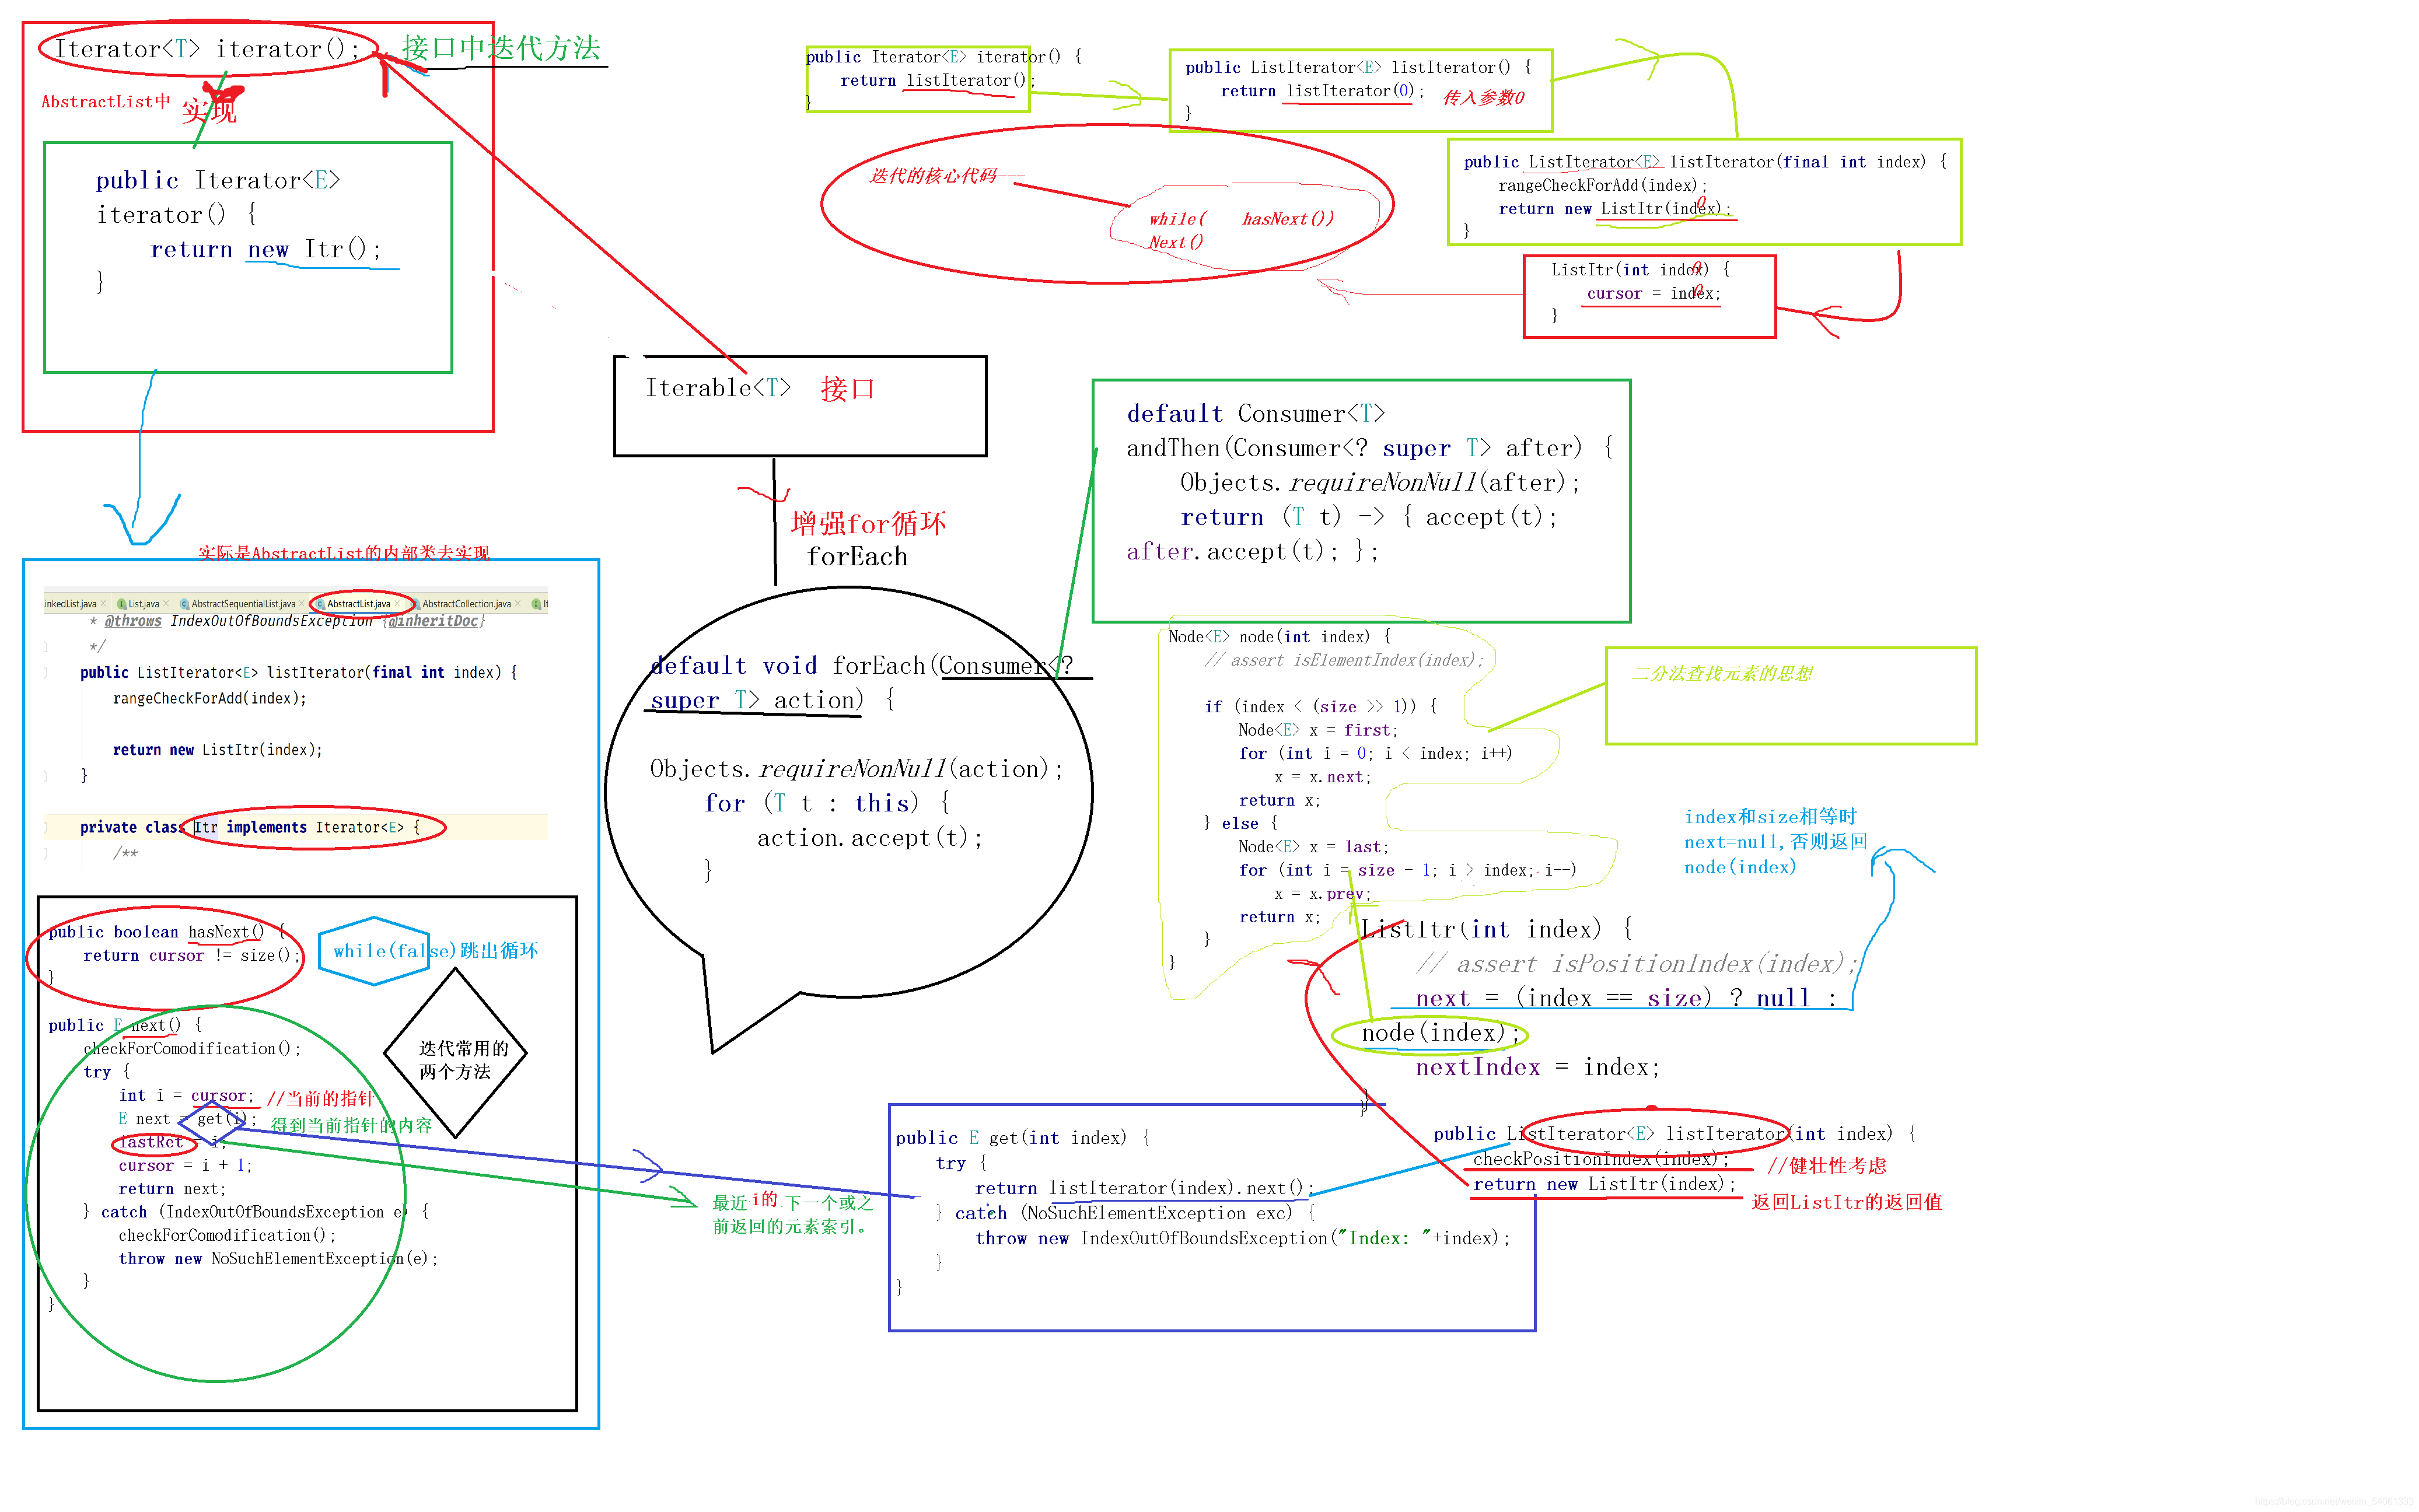 Iterator<T> iterator();
接口中迭代方法
AbstractList中 实现
public Iterator<E>
iterator() {
return new Itr();
}
public Iterator<E> iterator() {
return listIterator();
}
public ListIterator<E> listIterator() {
return listIterator(0); 传入参数0
}
public ListIterator<E> listIterator(final int index) {
rangeCheckForAdd(index);
return new ListItr(index);
0
}
迭代的核心代码---
while( hasNext())
Next()
ListItr(int index) {
0
cursor = index;
0
}
Iterable<T> 接口
增强for循环
forEach
default Consumer<T>
andThen(Consumer<? super T> after) {
Objects.requireNonNull(after);
return (T t) -> { accept(t);
after.accept(t); };
实际是AbstractList的内部类去实现
inkedList.java List.java AbstractSequentialList.java AbstractList.java AbstractCollection.java
* @throws IndexOutOfBoundsException {@inheritDoc}
*/
public ListIterator<E> listIterator(final int index) {
rangeCheckForAdd(index);
return new ListItr(index);
}
private class Itr implements Iterator<E> {
/**
public boolean hasNext() {
return cursor != size();
}
while(false)跳出循环
public E next() {
checkForComodification();
try {
int i = cursor; //当前的指针
E next = get(i); 得到当前指针的内容
lastRet = i;
cursor = i + 1;
return next;
} catch (IndexOutOfBoundsException e) {
checkForComodification();
throw new NoSuchElementException(e);
}
}
迭代常用的
两个方法
default void forEach(Consumer<?
super T> action) {
Objects.requireNonNull(action);
for (T t : this) {
action.accept(t);
}
Node<E> node(int index) {
// assert isElementIndex(index);
if (index < (size >> 1)) {
Node<E> x = first;
for (int i = 0; i < index; i++)
x = x.next;
return x;
} else {
Node<E> x = last;
for (int i = size - 1; i > index; i--)
x = x.prev;
return x;
}
}
二分法查找元素的思想
index和size相等时
next=null,否则返回
node(index)
ListItr(int index) {
// assert isPositionIndex(index);
next = (index == size) ? null :
node(index);
nextIndex = index;
}
最近 i的 下一个或之
前返回的元素索引。
public E get(int index) {
try {
return listIterator(index).next();
} catch (NoSuchElementException exc) {
throw new IndexOutOfBoundsException("Index: "+index);
}
}
public ListIterator<E> listIterator(int index) {
checkPositionIndex(index); //健壮性考虑
return new ListItr(index); 返回ListItr的返回值
}